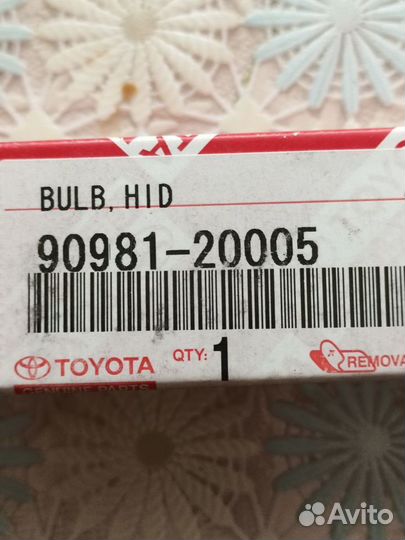 BULB, HID
90981-20005
TOYOTA QTY: 1 REMOVA
GENUINE PARTS
Avito